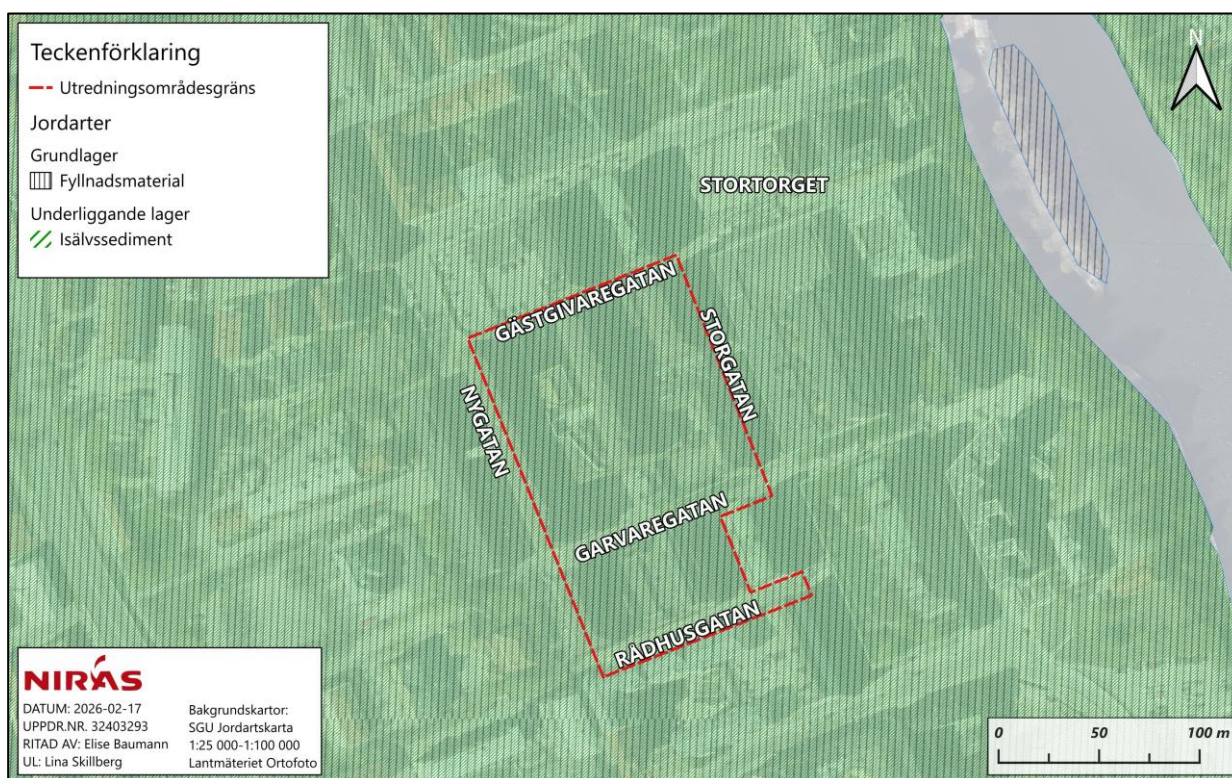 Teckenförklaring
Utredningsområdesgräns
Jordarter
Grundlager
Fyllnadsmaterial
Underliggande lager
Isälvssediment
N
STORTORGET
GÄSTGIVAREGATAN
STORGATAN
NYGATAN
GARVAREGATAN
RÅDHUSGATAN
NIRÁS
DATUM: 2026-02-17
UPPDR.NR. 32403293
RITAD AV: Elise Baumann
UL: Lina Skillberg
Bakgrundskartor:
SGU Jordartskarta
1:25 000-1:100 000
Lantmäteriet Ortofoto
0 50 100 m